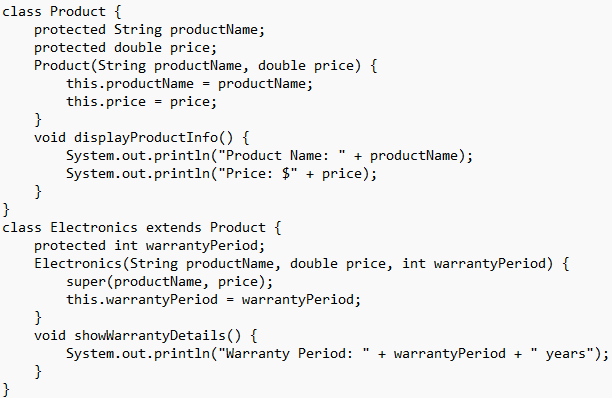 class Product {
    protected String productName;
    protected double price;
    Product(String productName, double price) {
        this.productName = productName;
        this.price = price;
    }
    void displayProductInfo() {
        System.out.println("Product Name: " + productName);
        System.out.println("Price: $" + price);
    }
}
class Electronics extends Product {
    protected int warrantyPeriod;
    Electronics(String productName, double price, int warrantyPeriod) {
        super(productName, price);
        this.warrantyPeriod = warrantyPeriod;
    }
    void showWarrantyDetails() {
        System.out.println("Warranty Period: " + warrantyPeriod + " years");
    }
}